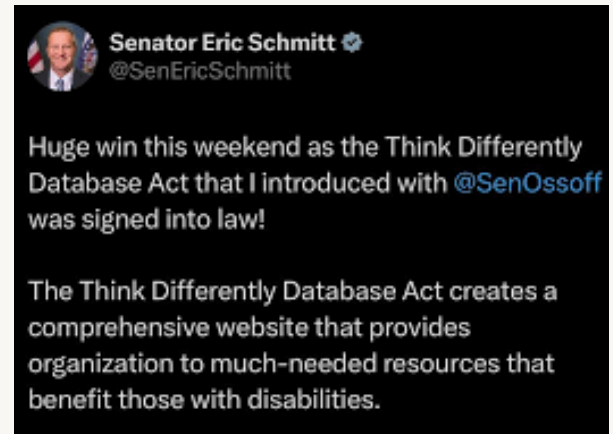 Senator Eric Schmitt
@SenEricSchmitt
Huge win this weekend as the Think Differently
Database Act that I introduced with @SenOssoff
was signed into law!
The Think Differently Database Act creates a
comprehensive website that provides
organization to much-needed resources that
benefit those with disabilities.